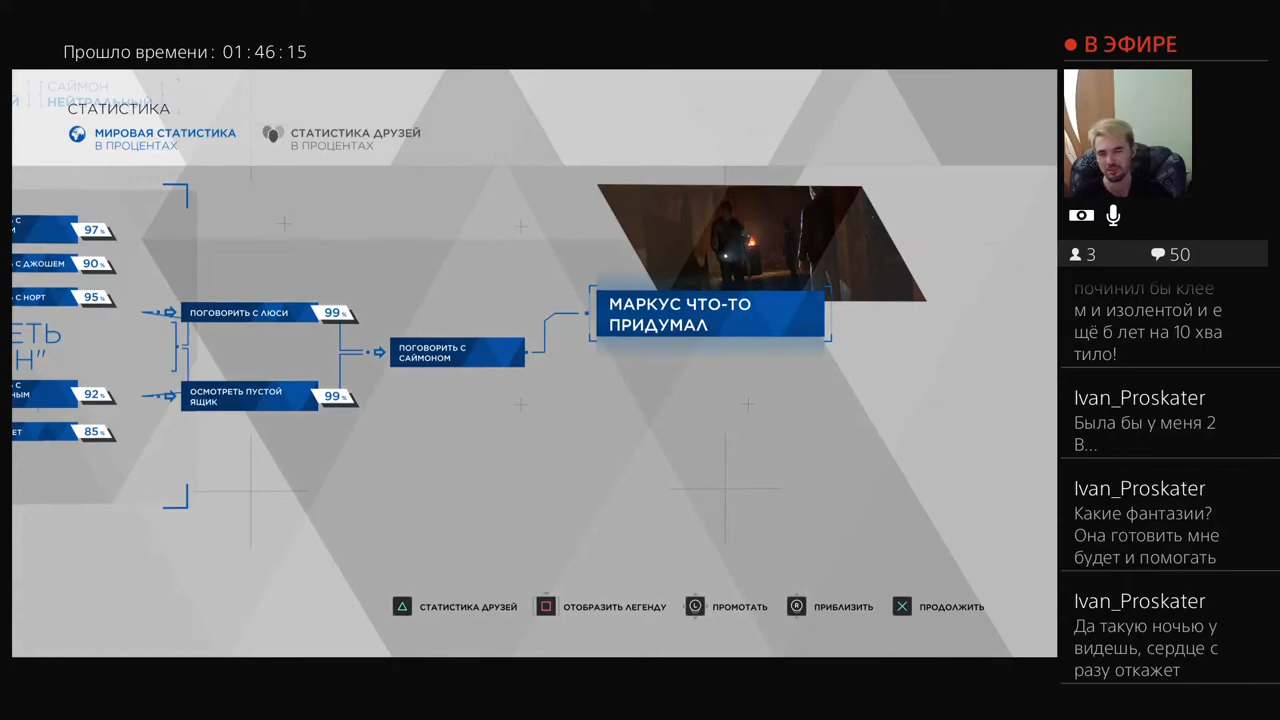 Прошло времени: 01:46:15
В ЭФИРЕ
САЙМОН
НЕЙТРАЛЬНЫЙ
СТАТИСТИКА
МИРОВАЯ СТАТИСТИКА
В ПРОЦЕНТАХ
СТАТИСТИКА ДРУЗЕЙ
В ПРОЦЕНТАХ
97%
С ДЖОШЕМ 90%
С НОРТ 95%
92%
85%
ПОГОВОРИТЬ С ЛЮСИ 99%
ОСМОТРЕТЬ ПУСТОЙ
ЯЩИК 99%
ПОГОВОРИТЬ С
САЙМОНОМ
МАРКУС ЧТО-ТО
ПРИДУМАЛ
СТАТИСТИКА ДРУЗЕЙ
ОТОБРАЗИТЬ ЛЕГЕНДУ
L ПРОМОТАТЬ
R ПРИБЛИЗИТЬ
ПРОДОЛЖИТЬ
3 50
починил бы клее
м и изолентой и е
щё 6 лет на 10 хва
тило!
Ivan_Proskater
Была бы у меня 2
В...
Ivan_Proskater
Какие фантазии?
Она готовить мне
будет и помогать
Ivan_Proskater
Да такую ночью у
видешь, сердце с
разу откажет